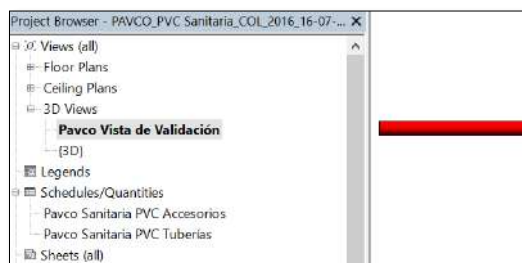 Project Browser - PAVCO_PVC Sanitaria_COL_2016_16-07-...
Views (all)
Floor Plans
Ceiling Plans
3D Views
Pavco Vista de Validación
{3D}
Legends
Schedules/Quantities
Pavco Sanitaria PVC Accesorios
Pavco Sanitaria PVC Tuberías
Sheets (all)